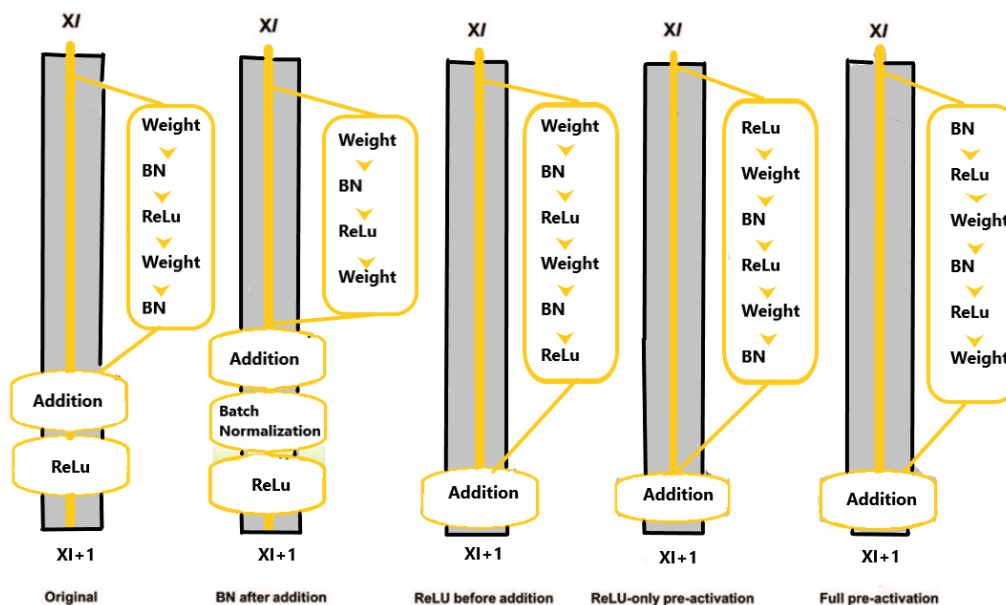 XI
Weight
BN
ReLu
Weight
BN
Addition
ReLu
XI+1
Original
XI
Weight
BN
ReLu
Weight
Addition
Batch
Normalization
ReLu
XI+1
BN after addition
XI
Weight
BN
ReLu
Weight
BN
ReLu
Addition
XI+1
ReLU before addition
XI
ReLu
Weight
BN
ReLu
Weight
BN
Addition
XI+1
ReLU-only pre-activation
XI
BN
ReLu
Weight
BN
ReLu
Weight
Addition
XI+1
Full pre-activation